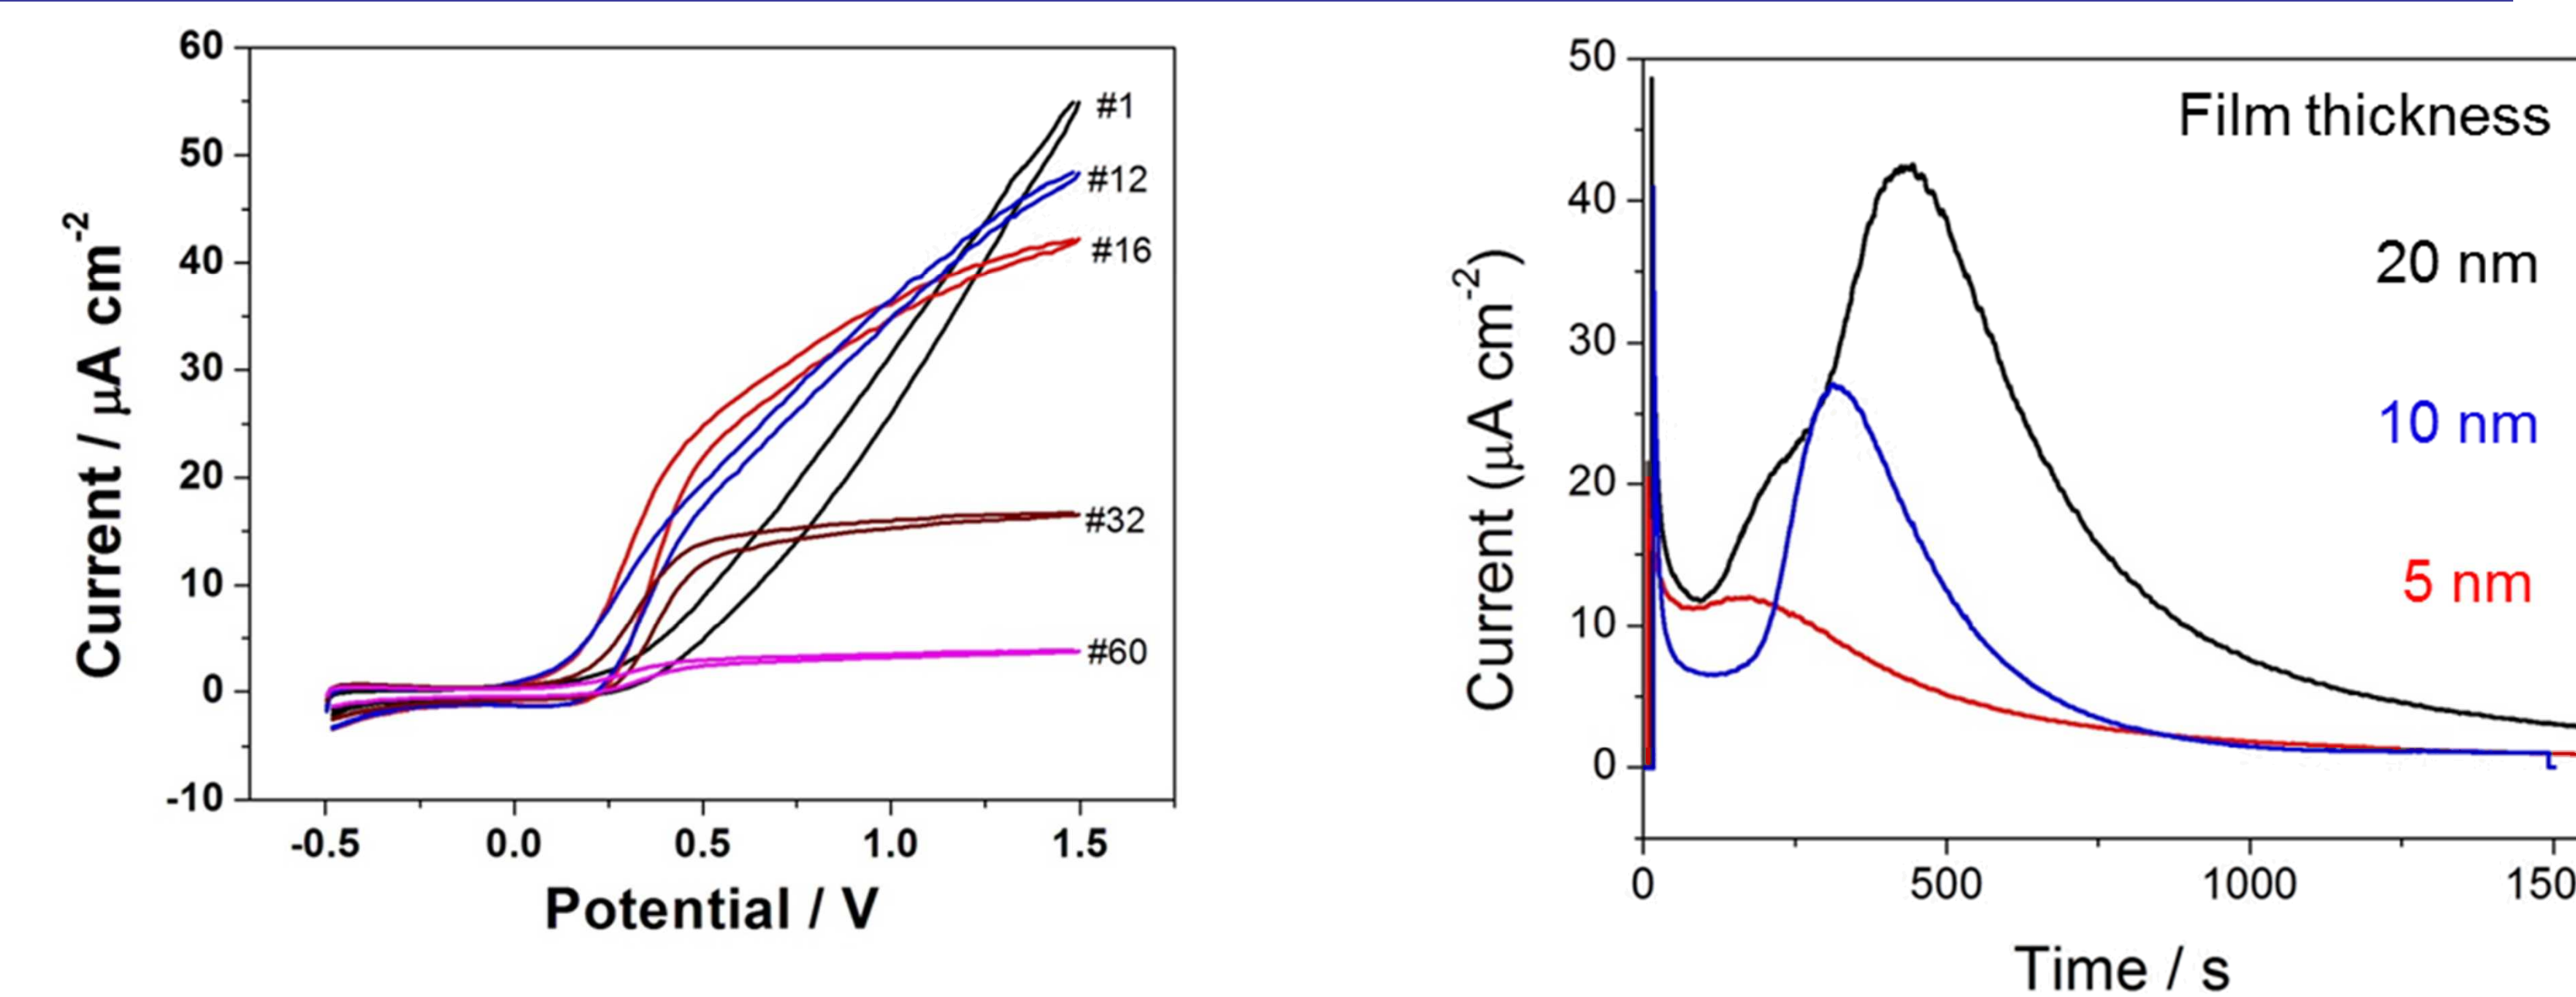 60
50
40
30
20
10
0
-10
-0.5 0.0 0.5 1.0 1.5
Current / µA cm-2
Potential / V
#1
#12
#16
#32
#60
50
40
30
20
10
0
0 500 1000 150
Current (µA cm-2)
Time / s
Film thickness
20 nm
10 nm
5 nm